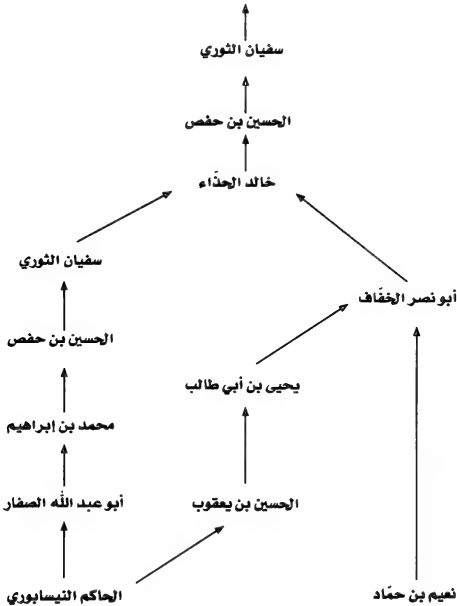 سفيان الثوري
الحسين بن حفص
خالد الحذّاء
سفيان الثوري
أبو نصر الخفّاف
الحسين بن حفص
يحيى بن أبي طالب
محمد بن إبراهيم
الحسين بن يعقوب
أبو عبد الله الصفار
نعيم بن حمّاد
الحاكم النيسابوري